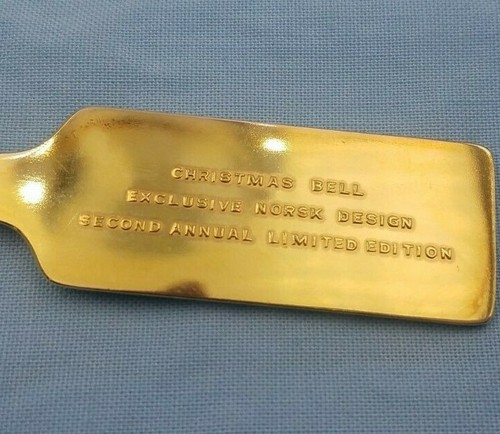 CHRISTMAS BELL
EXCLUSIVE NORSK DESIGN
SECOND ANNUAL LIMITED EDITION